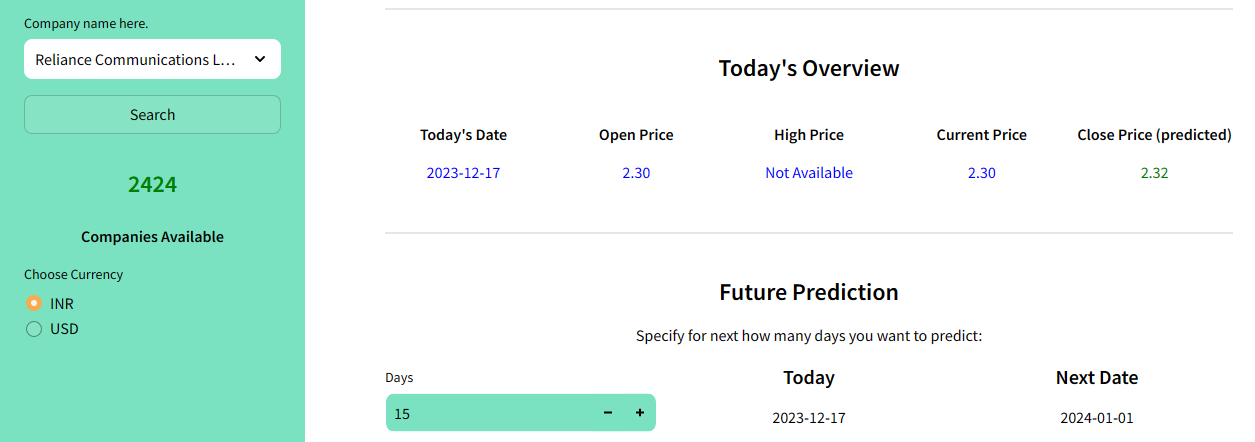 Company name here.
Reliance Communications L...
Search
2424
Companies Available
Choose Currency
INR
USD
Today's Overview
Today's Date Open Price High Price Current Price Close Price (predicted)
2023-12-17 2.30 Not Available 2.30 2.32
Future Prediction
Specify for next how many days you want to predict:
Days Today Next Date
15 - + 2023-12-17 2024-01-01